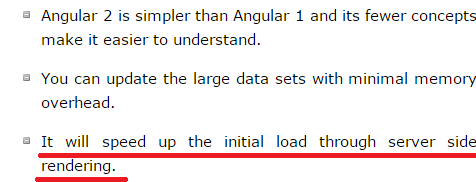 Angular 2 is simpler than Angular 1 and its fewer concepts
make it easier to understand.
You can update the large data sets with minimal memory
overhead.
It will speed up the initial load through server side
rendering.